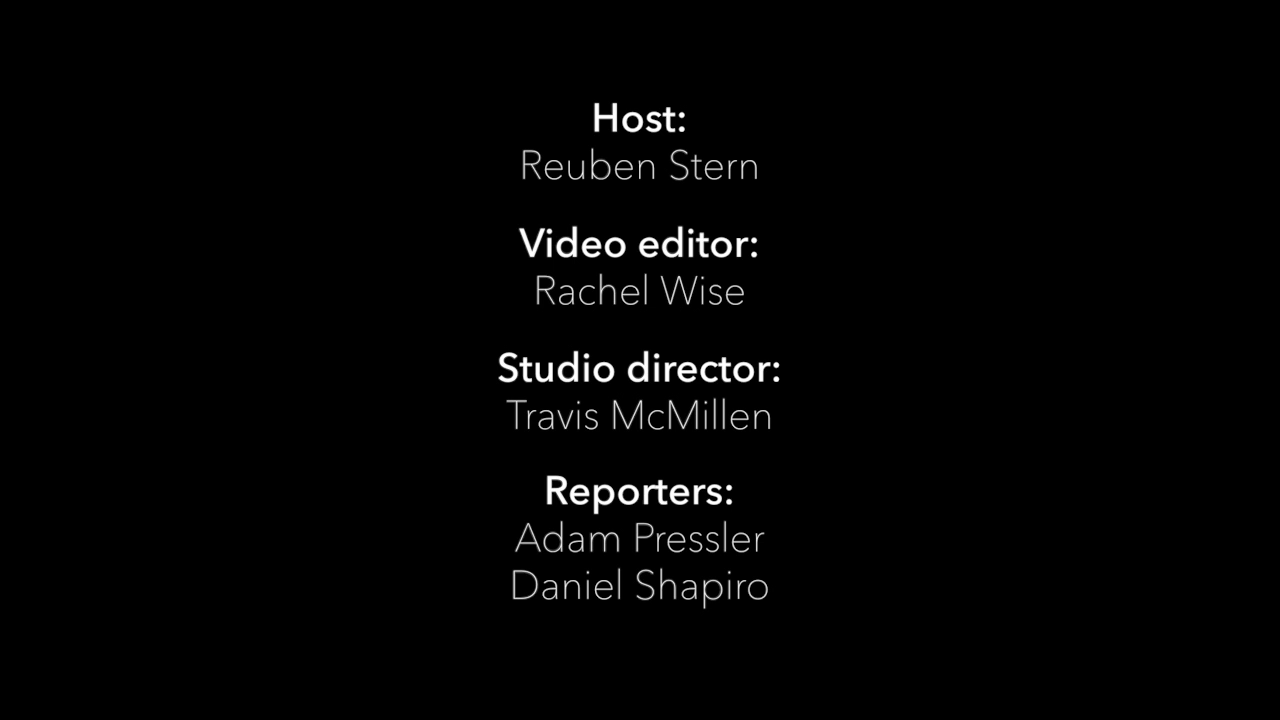 Host:
Reuben Stern
Video editor:
Rachel Wise
Studio director:
Travis McMillen
Reporters:
Adam Pressler
Daniel Shapiro